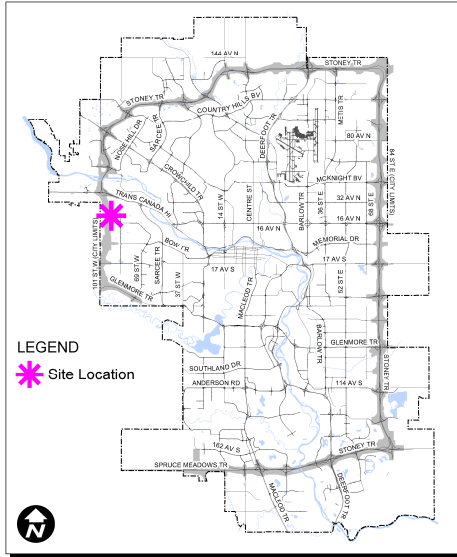 144 AV N
STONEY TR
STONEY TR
COUNTRY HILLS BV
METIS TR
NOSE HILL DR
SARCEE TR
DEERFOOT TR
80 AV N
84 ST E (CITY LIMITS)
CROWCHILD TR
MCKNIGHT BV
TRANS CANADA HI
14 ST W
CENTRE ST
BARLOW TR
36 ST E
32 AV N
68 ST E
16 AV N
16 AV N
101 ST W (CITY LIMITS)
BOW TR
MEMORIAL DR
69 ST W
SARCEE TR
37 ST W
17 AV S
17 AV S
52 ST E
GLENMORE TR
MACLEOD TR
BARLOW TR
GLENMORE TR
LEGEND
Site Location
SOUTHLAND DR
ANDERSON RD
114 AV S
STONEY TR
162 AV S
STONEY TR
SPRUCE MEADOWS TR
MACLEOD TR
DEERFOOT TR
N